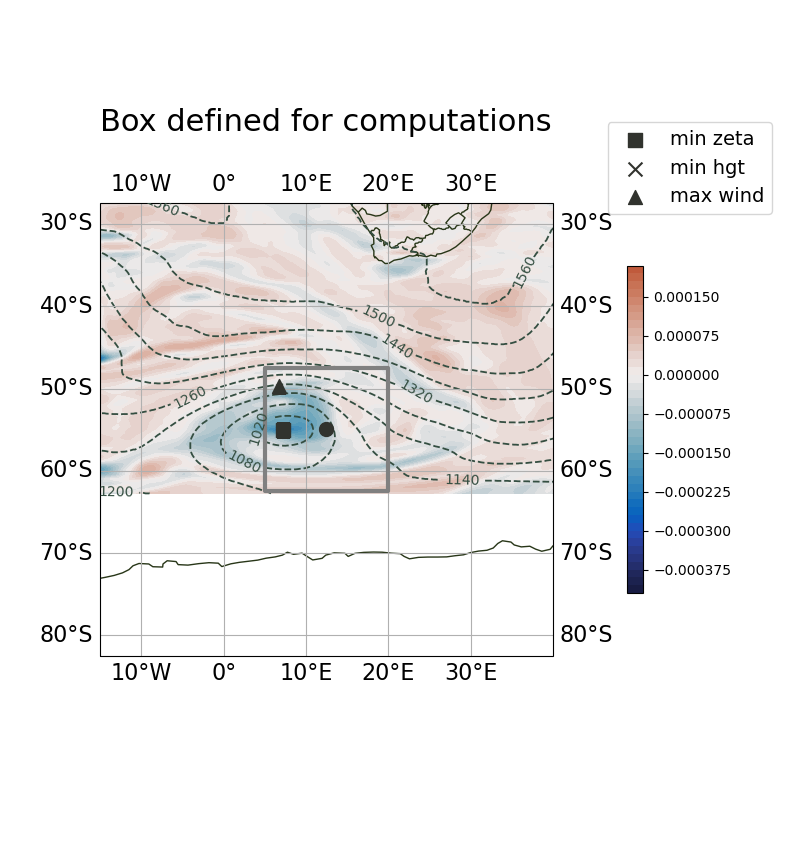 Box defined for computations
min zeta
min hgt
max wind
10°W 0° 10°E 20°E 30°E
30°S 30°S
40°S 40°S
50°S 50°S
60°S 60°S
70°S 70°S
80°S 80°S
10°W 0° 10°E 20°E 30°E
1560
1500
1440
1320
1260
1020
1080
1140
1200
0.000150
0.000075
0.000000
−0.000075
−0.000150
−0.000225
−0.000300
−0.000375